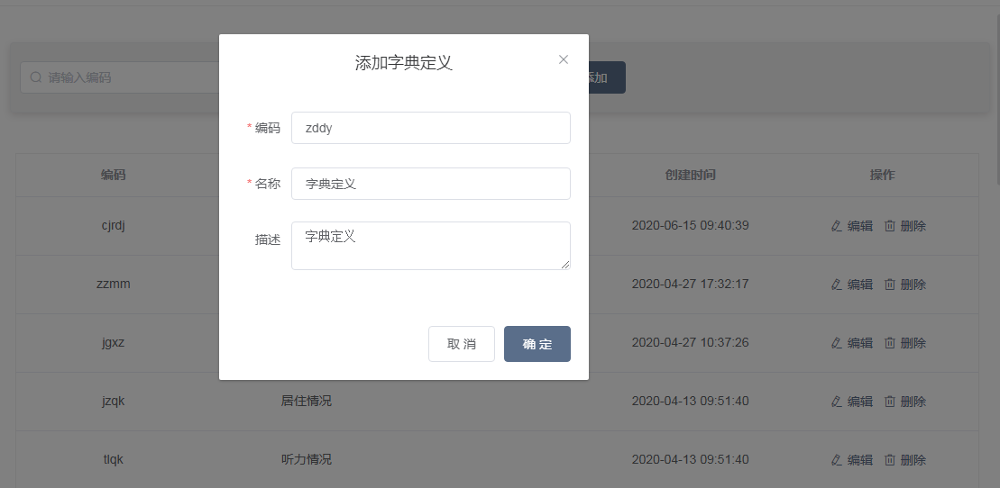 添加字典定义
请输入编码
添加
* 编码 zddy
* 名称 字典定义
描述 字典定义
取消 确定
编码 创建时间 操作
cjrdj 2020-06-15 09:40:39 编辑 删除
zzmm 2020-04-27 17:32:17 编辑 删除
jgxz 2020-04-27 10:37:26 编辑 删除
jzqk 居住情况 2020-04-13 09:51:40 编辑 删除
tlqk 听力情况 2020-04-13 09:51:40 编辑 删除